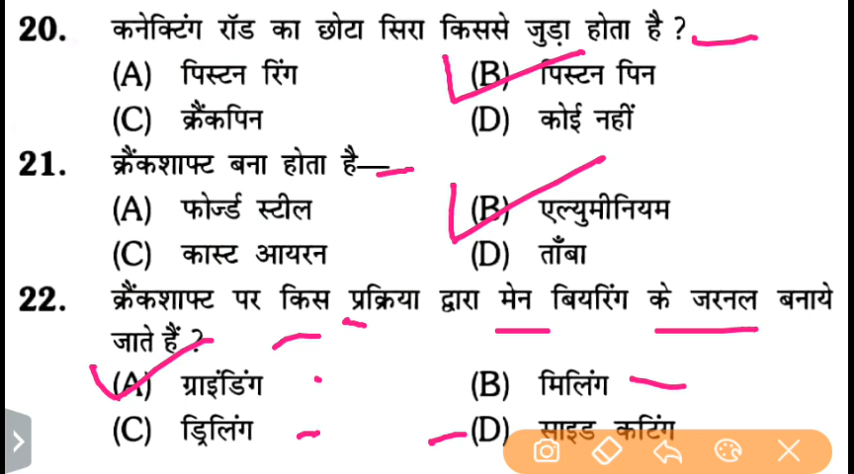 20. कनेक्टिंग रॉड का छोटा सिरा किससे जुड़ा होता है ?
(A) पिस्टन रिंग (B) पिस्टन पिन
(C) क्रैंकपिन (D) कोई नहीं
21. क्रैंकशाफ्ट बना होता है—
(A) फोर्ज्ड स्टील (B) एल्युमीनियम
(C) कास्ट आयरन (D) ताँबा
22. क्रैंकशाफ्ट पर किस प्रक्रिया द्वारा मेन बियरिंग के जरनल बनाये
जाते हैं ?
(A) ग्राइंडिंग (B) मिलिंग
(C) ड्रिलिंग (D) साइड कटिंग